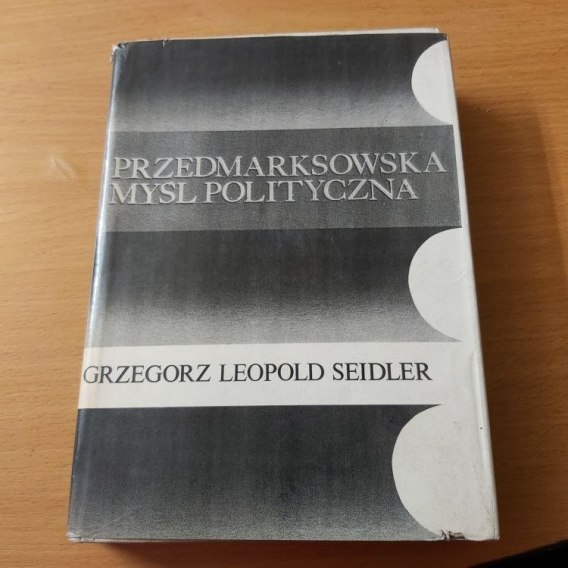 PRZEDMARKSOWSKA
MYSL POLITYCZNA
GRZEGORZ LEOPOLD SEIDLER